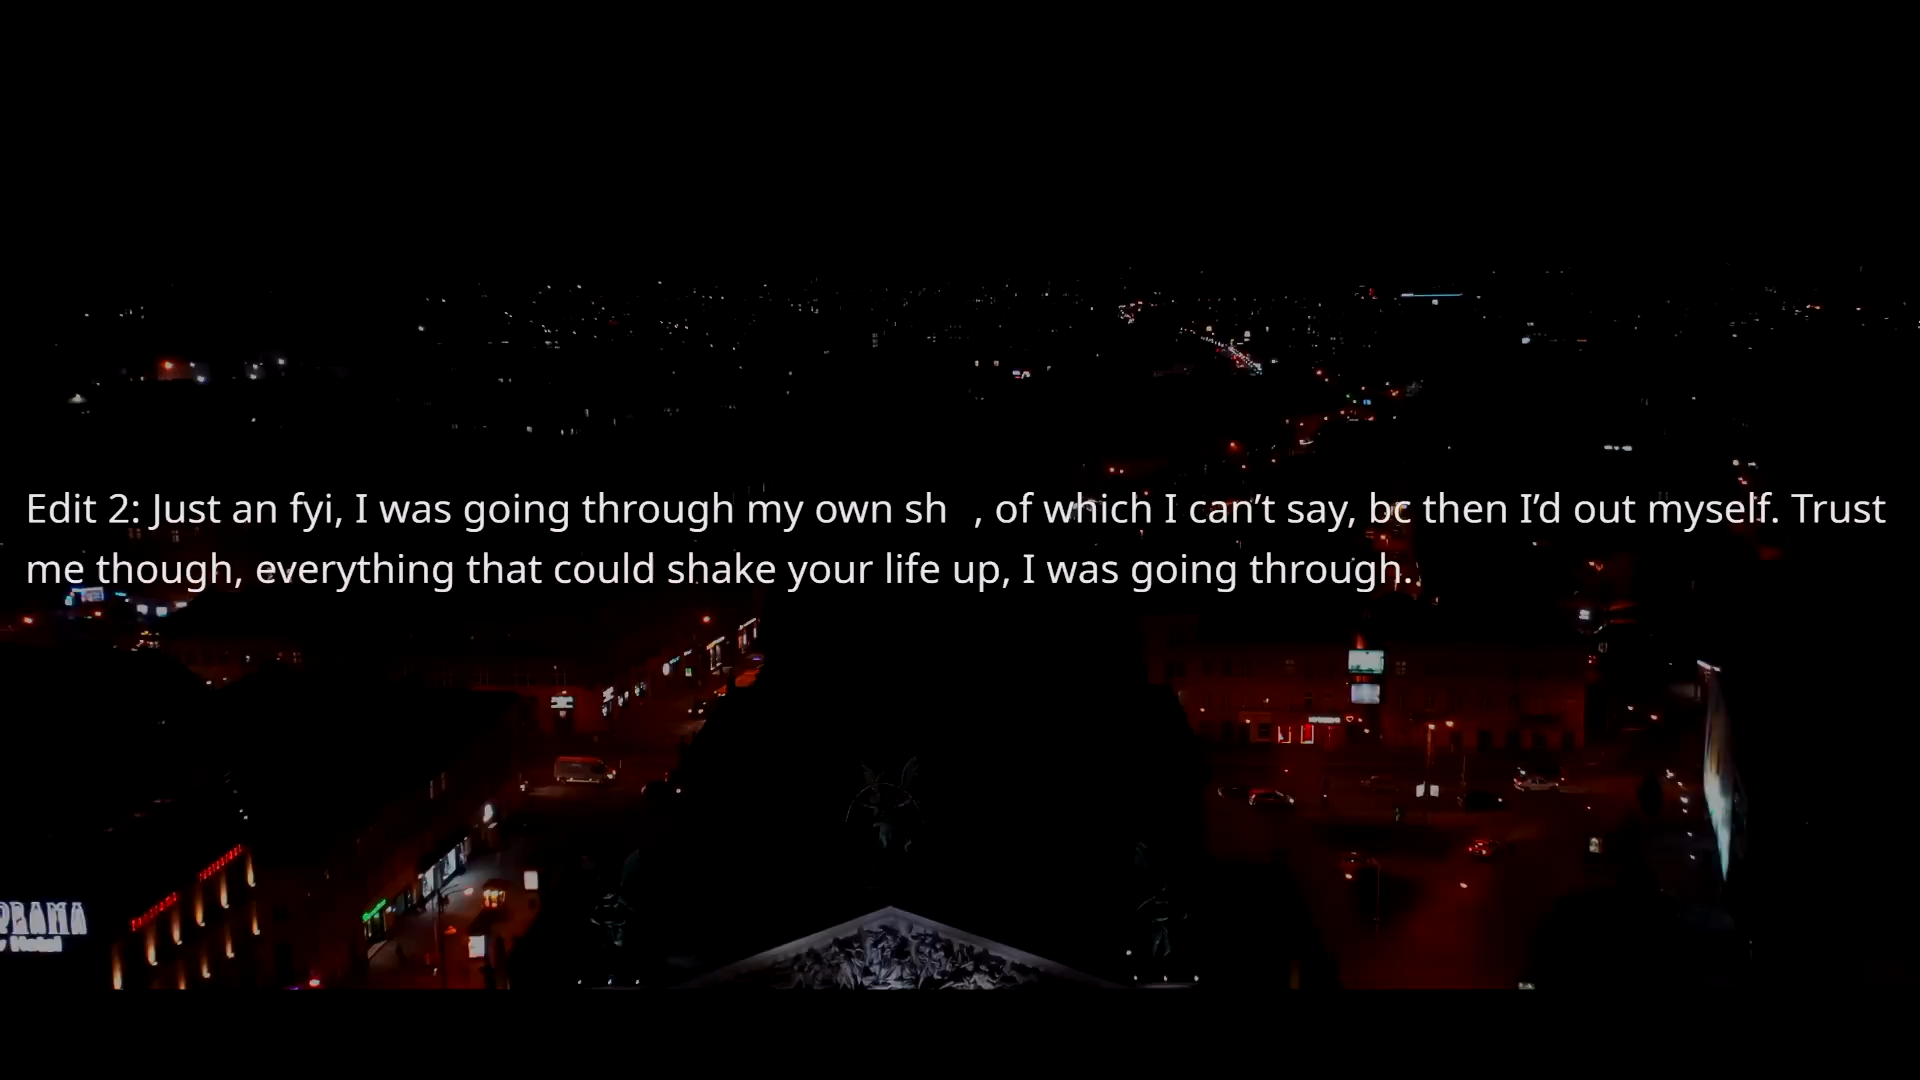 Edit 2: Just an fyi, I was going through my own sh , of which I can’t say, bc then I’d out myself. Trust
me though, everything that could shake your life up, I was going through.